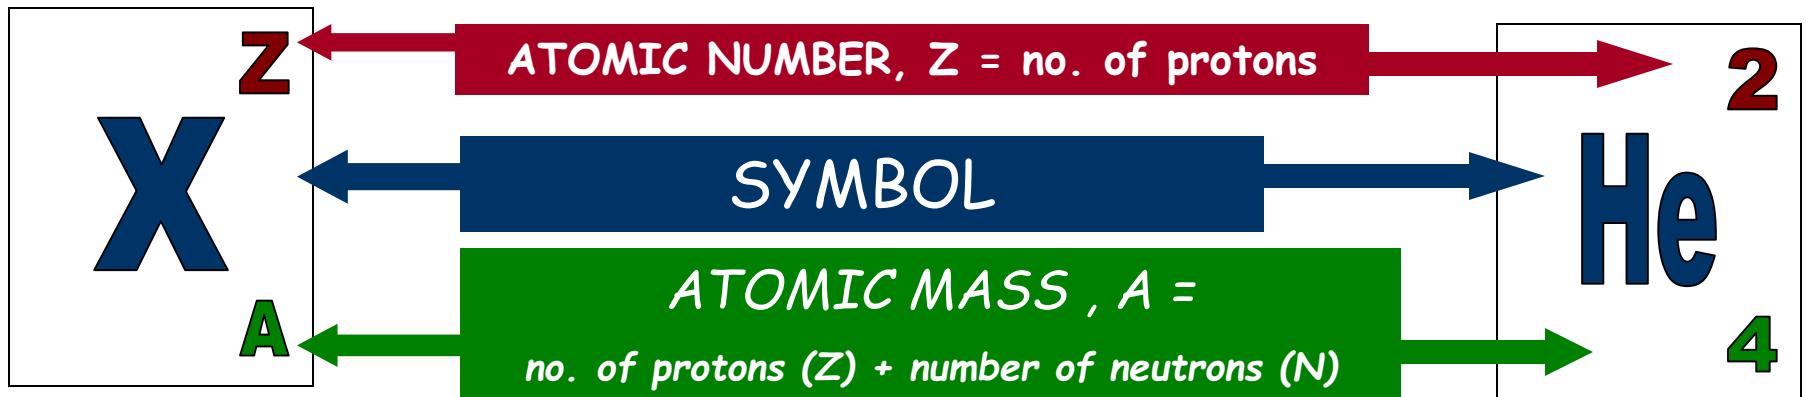 Z
ATOMIC NUMBER, Z = no. of protons
2
X
SYMBOL
He
A
ATOMIC MASS , A =
no. of protons (Z) + number of neutrons (N)
4